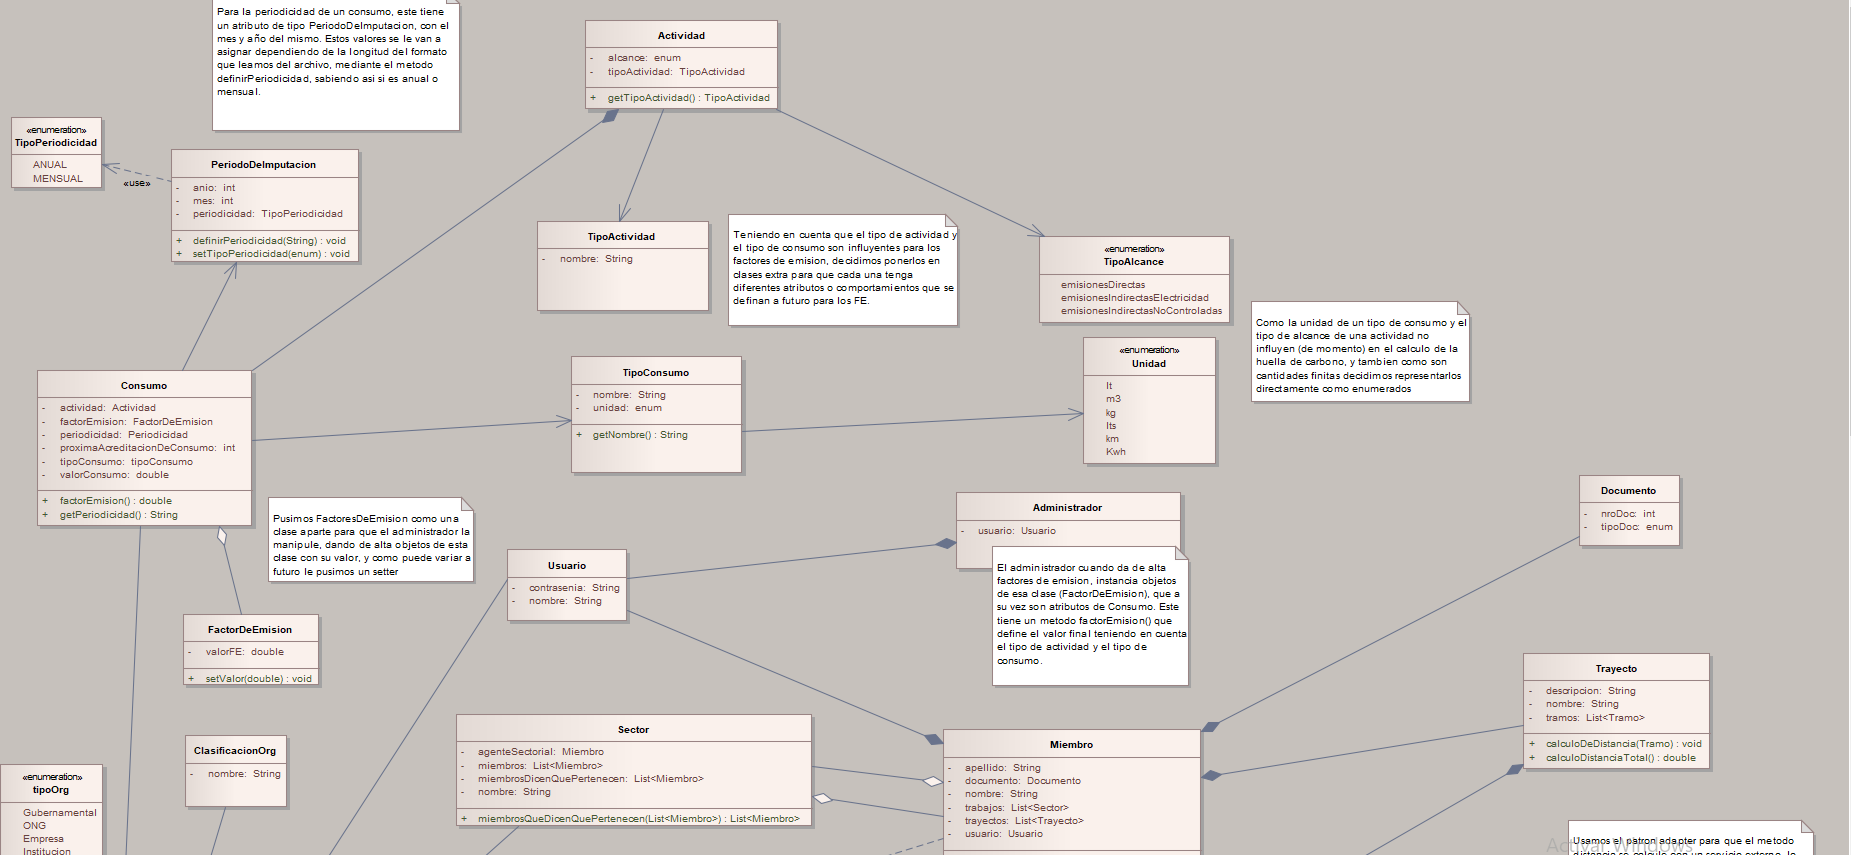 Para la periodicidad de un consumo, este tiene
un atributo de tipo PeriodoDeImputacion, con el
mes y año del mismo. Estos valores se le van a
asignar dependiendo de la longitud del formato
que leamos del archivo, mediante el metodo
definirPeriodicidad, sabiendo asi si es anual o
mensual.
Actividad
- alcance: enum
- tipoActividad: TipoActividad
+ getTipoActividad() : TipoActividad
«enumeration»
TipoPeriodicidad
ANUAL
MENSUAL
«use»
PeriodoDeImputacion
- anio: int
- mes: int
- periodicidad: TipoPeriodicidad
+ definirPeriodicidad(String) : void
+ setTipoPeriodicidad(enum) : void
TipoActividad
- nombre: String
Teniendo en cuenta que el tipo de actividad y
el tipo de consumo son influyentes para los
factores de emision, decidimos ponerlos en
clases extra para que cada una tenga
diferentes atributos o comportamientos que se
definan a futuro para los FE.
«enumeration»
TipoAlcance
emisionesDirectas
emisionesIndirectasElectricidad
emisionesIndirectasNoControladas
Como la unidad de un tipo de consumo y el
tipo de alcance de una actividad no
influyen (de momento) en el calculo de la
huella de carbono, y tambien como son
cantidades finitas decidimos representarlos
directamente como enumerados
«enumeration»
Unidad
lt
m3
kg
lts
km
Kwh
TipoConsumo
- nombre: String
- unidad: enum
+ getNombre() : String
Consumo
- actividad: Actividad
- factorEmision: FactorDeEmision
- periodicidad: Periodicidad
- proximaAcreditacionDeConsumo: int
- tipoConsumo: tipoConsumo
- valorConsumo: double
+ factorEmision() : double
+ getPeriodicidad() : String
Pusimos FactoresDeEmision como una
clase aparte para que el administrador la
manipule, dando de alta objetos de esta
clase con su valor, y como puede variar a
futuro le pusimos un setter
Administrador
- usuario: Usuario
El administrador cuando da de alta
factores de emision, instancia objetos
de esa clase (FactorDeEmision), que a
su vez son atributos de Consumo. Este
tiene un metodo factorEmision() que
define el valor final teniendo en cuenta
el tipo de actividad y el tipo de
consumo.
Documento
- nroDoc: int
- tipoDoc: enum
Usuario
- contrasenia: String
- nombre: String
FactorDeEmision
- valorFE: double
+ setValor(double) : void
Trayecto
- descripcion: String
- nombre: String
- tramos: List<Tramo>
+ calculoDeDistancia(Tramo) : void
+ calculoDistanciaTotal() : double
Sector
- agenteSectorial: Miembro
- miembros: List<Miembro>
- miembrosDicenQuePertenecen: List<Miembro>
- nombre: String
+ miembrosQueDicenQuePertenecen(List<Miembro>) : List<Miembro>
Miembro
- apellido: String
- documento: Documento
- nombre: String
- trabajos: List<Sector>
- trayectos: List<Trayecto>
- usuario: Usuario
ClasificacionOrg
- nombre: String
«enumeration»
tipoOrg
Gubernamental
ONG
Empresa
Institucion
Usamos el patron adapter para que el metodo
distancia se calcule con un servicio externo, lo
Activar Windows